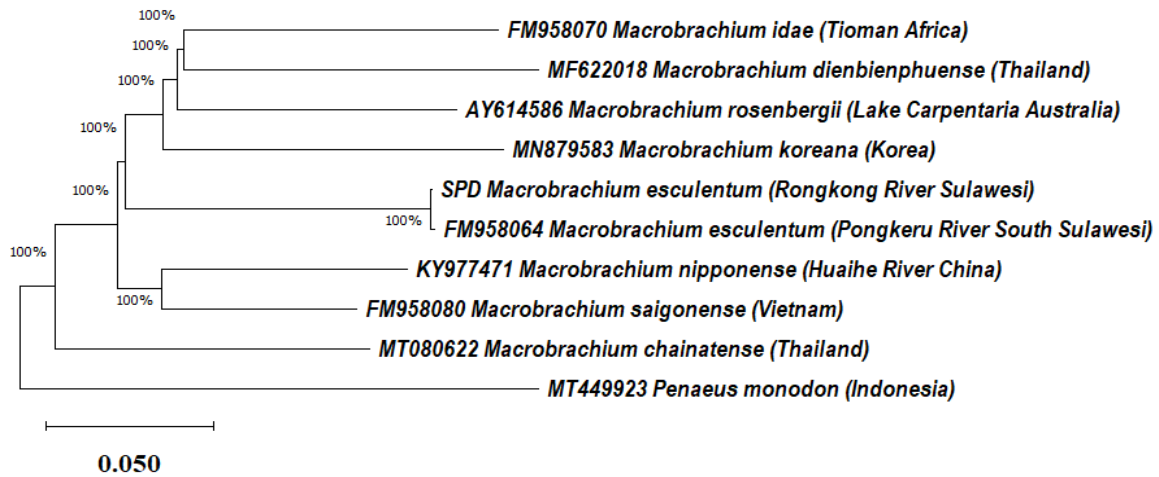 100%
FM958070 Macrobrachium idae (Tioman Africa)
100%
MF622018 Macrobrachium dienbienphuense (Thailand)
100%
AY614586 Macrobrachium rosenbergii (Lake Carpentaria Australia)
100%
MN879583 Macrobrachium koreana (Korea)
100%
SPD Macrobrachium esculentum (Rongkong River Sulawesi)
100%
FM958064 Macrobrachium esculentum (Pongkeru River South Sulawesi)
100%
KY977471 Macrobrachium nipponense (Huaihe River China)
100%
FM958080 Macrobrachium saigonense (Vietnam)
MT080622 Macrobrachium chainatense (Thailand)
MT449923 Penaeus monodon (Indonesia)
0.050